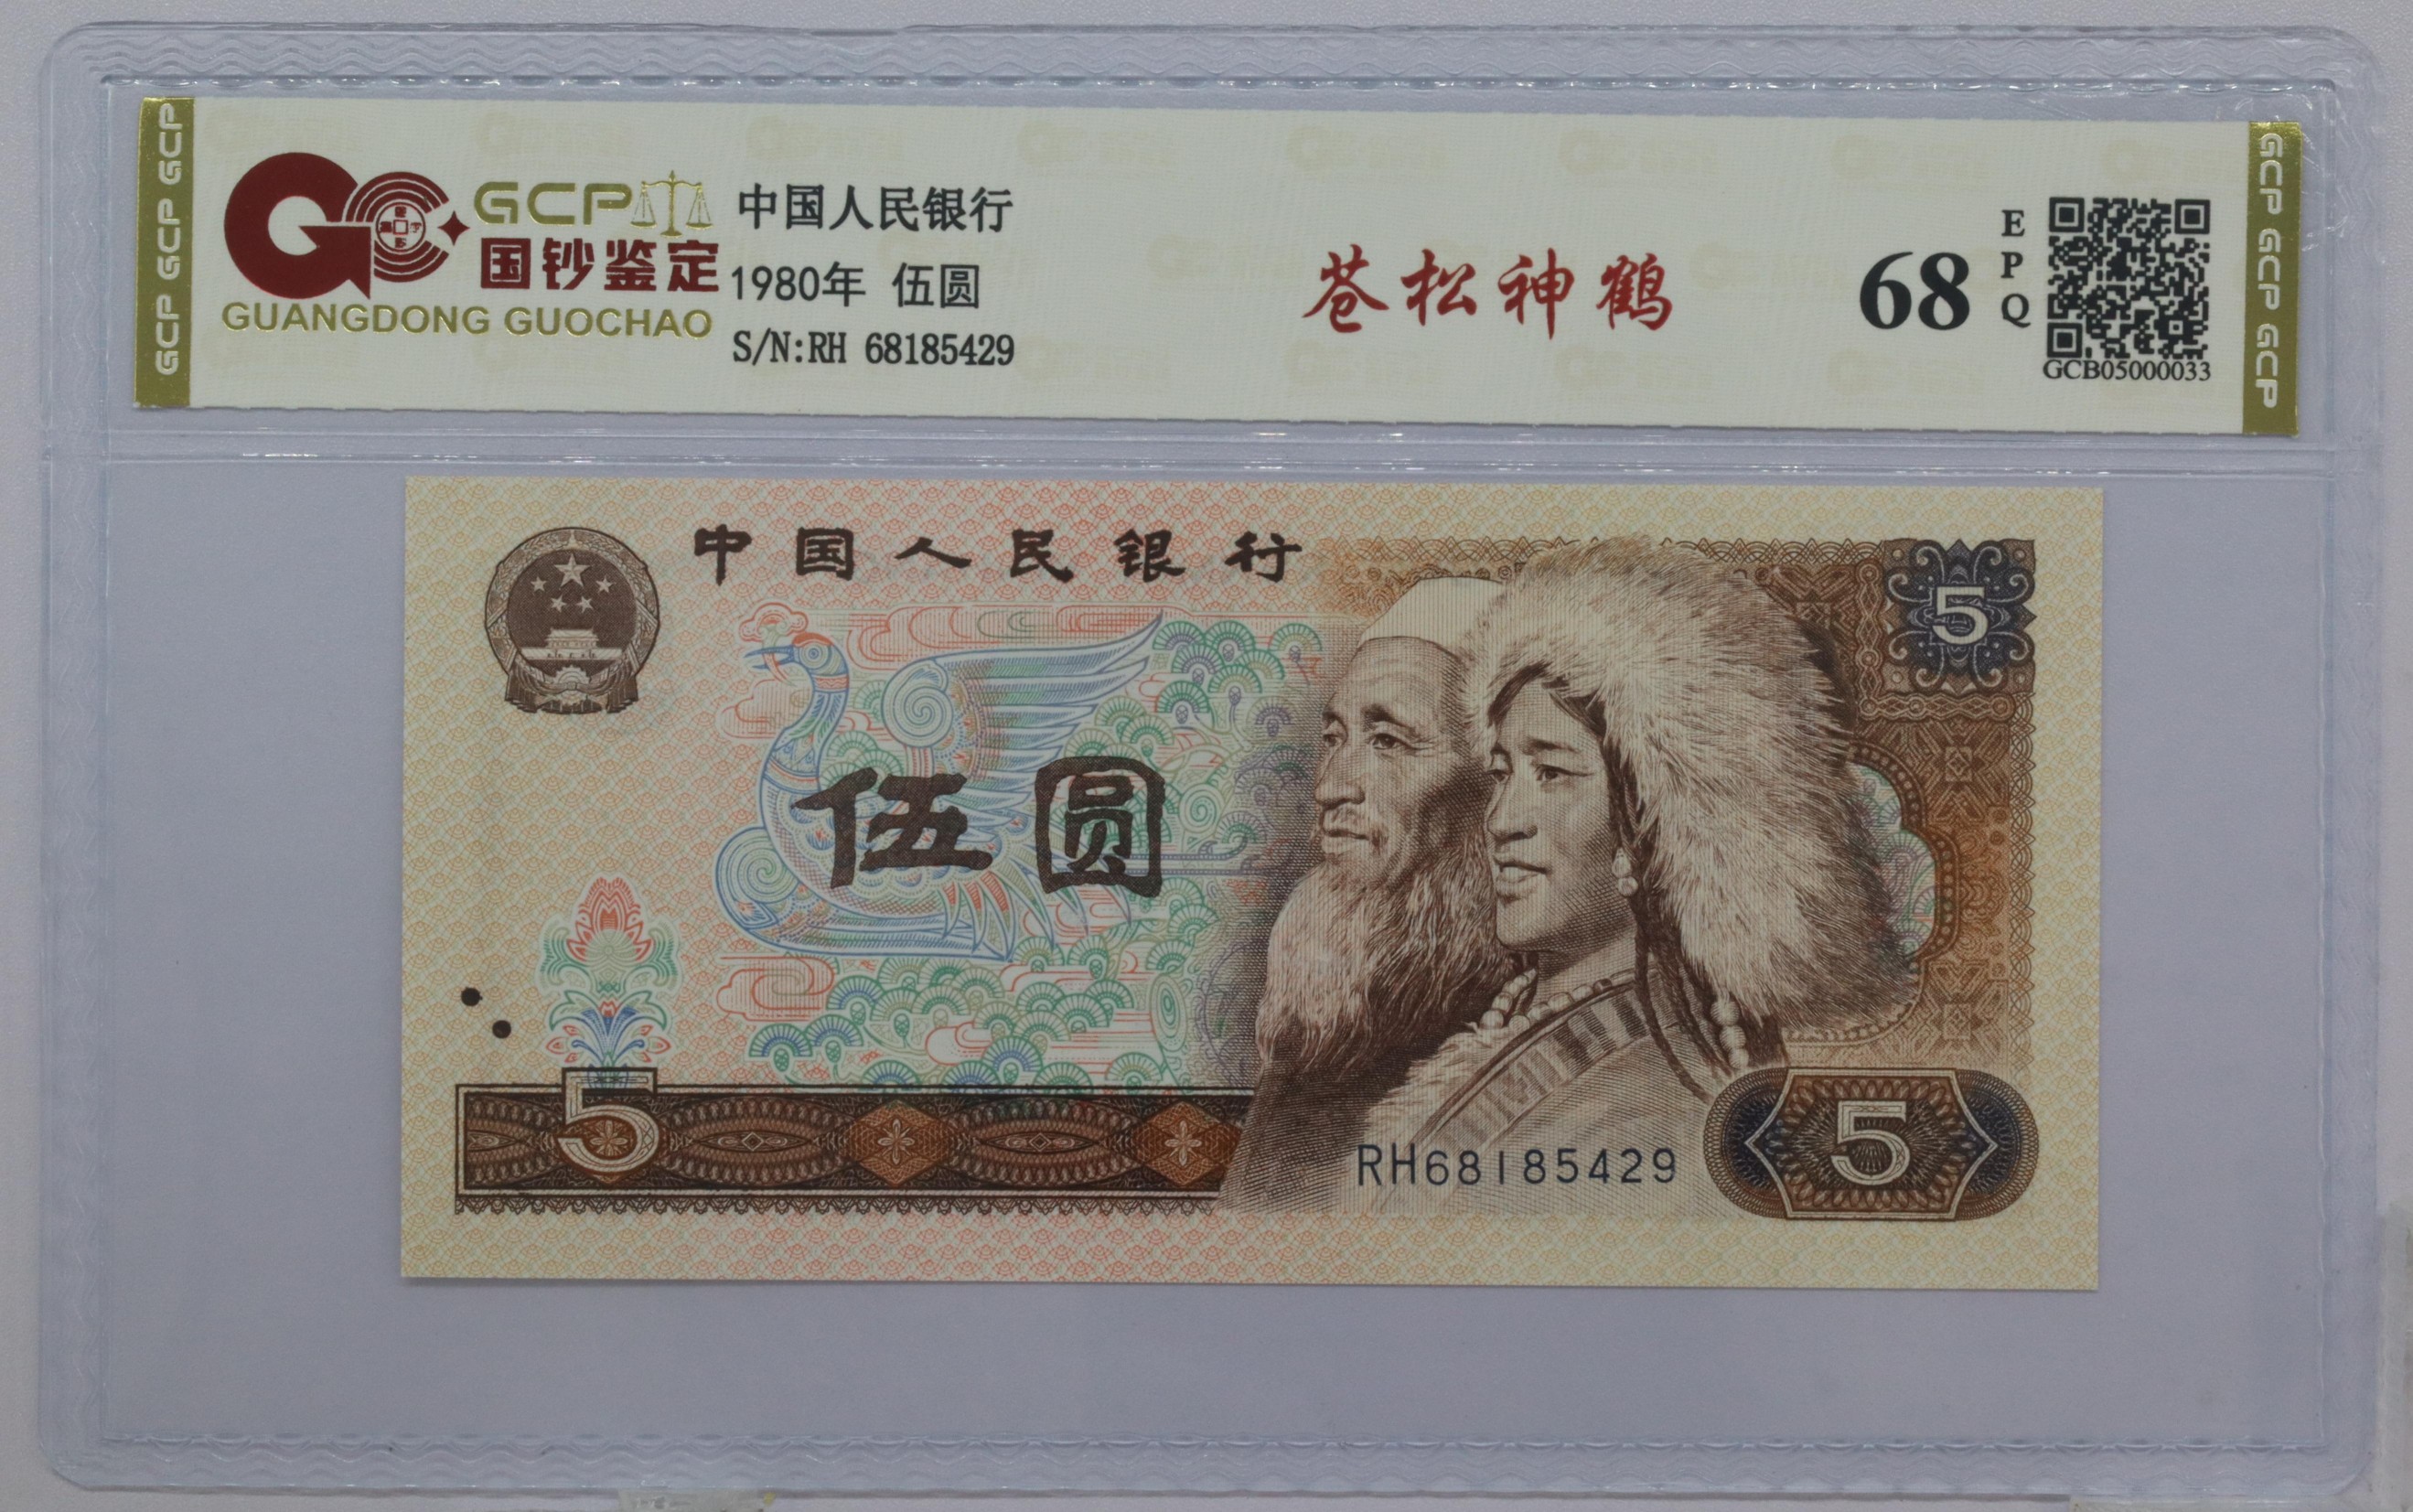 GCP GCP GCP
GCP
国钞鉴定
GUANGDONG GUOCHAO
中国人民银行
1980年 伍圆
S/N:RH 68185429
苍松神鹤
68
EPQ
GCB05000033
GCP GCP GCP
中国人民银行
5
伍圆
5
RH68185429
5